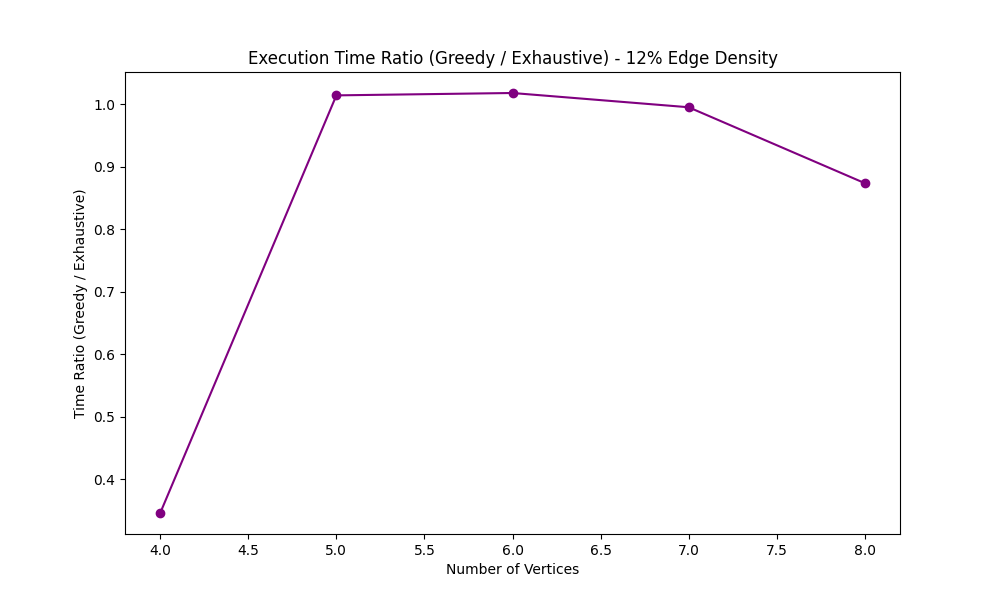 Execution Time Ratio (Greedy / Exhaustive) - 12% Edge Density
Time Ratio (Greedy / Exhaustive)
1.0
0.9
0.8
0.7
0.6
0.5
0.4
4.0 4.5 5.0 5.5 6.0 6.5 7.0 7.5 8.0
Number of Vertices